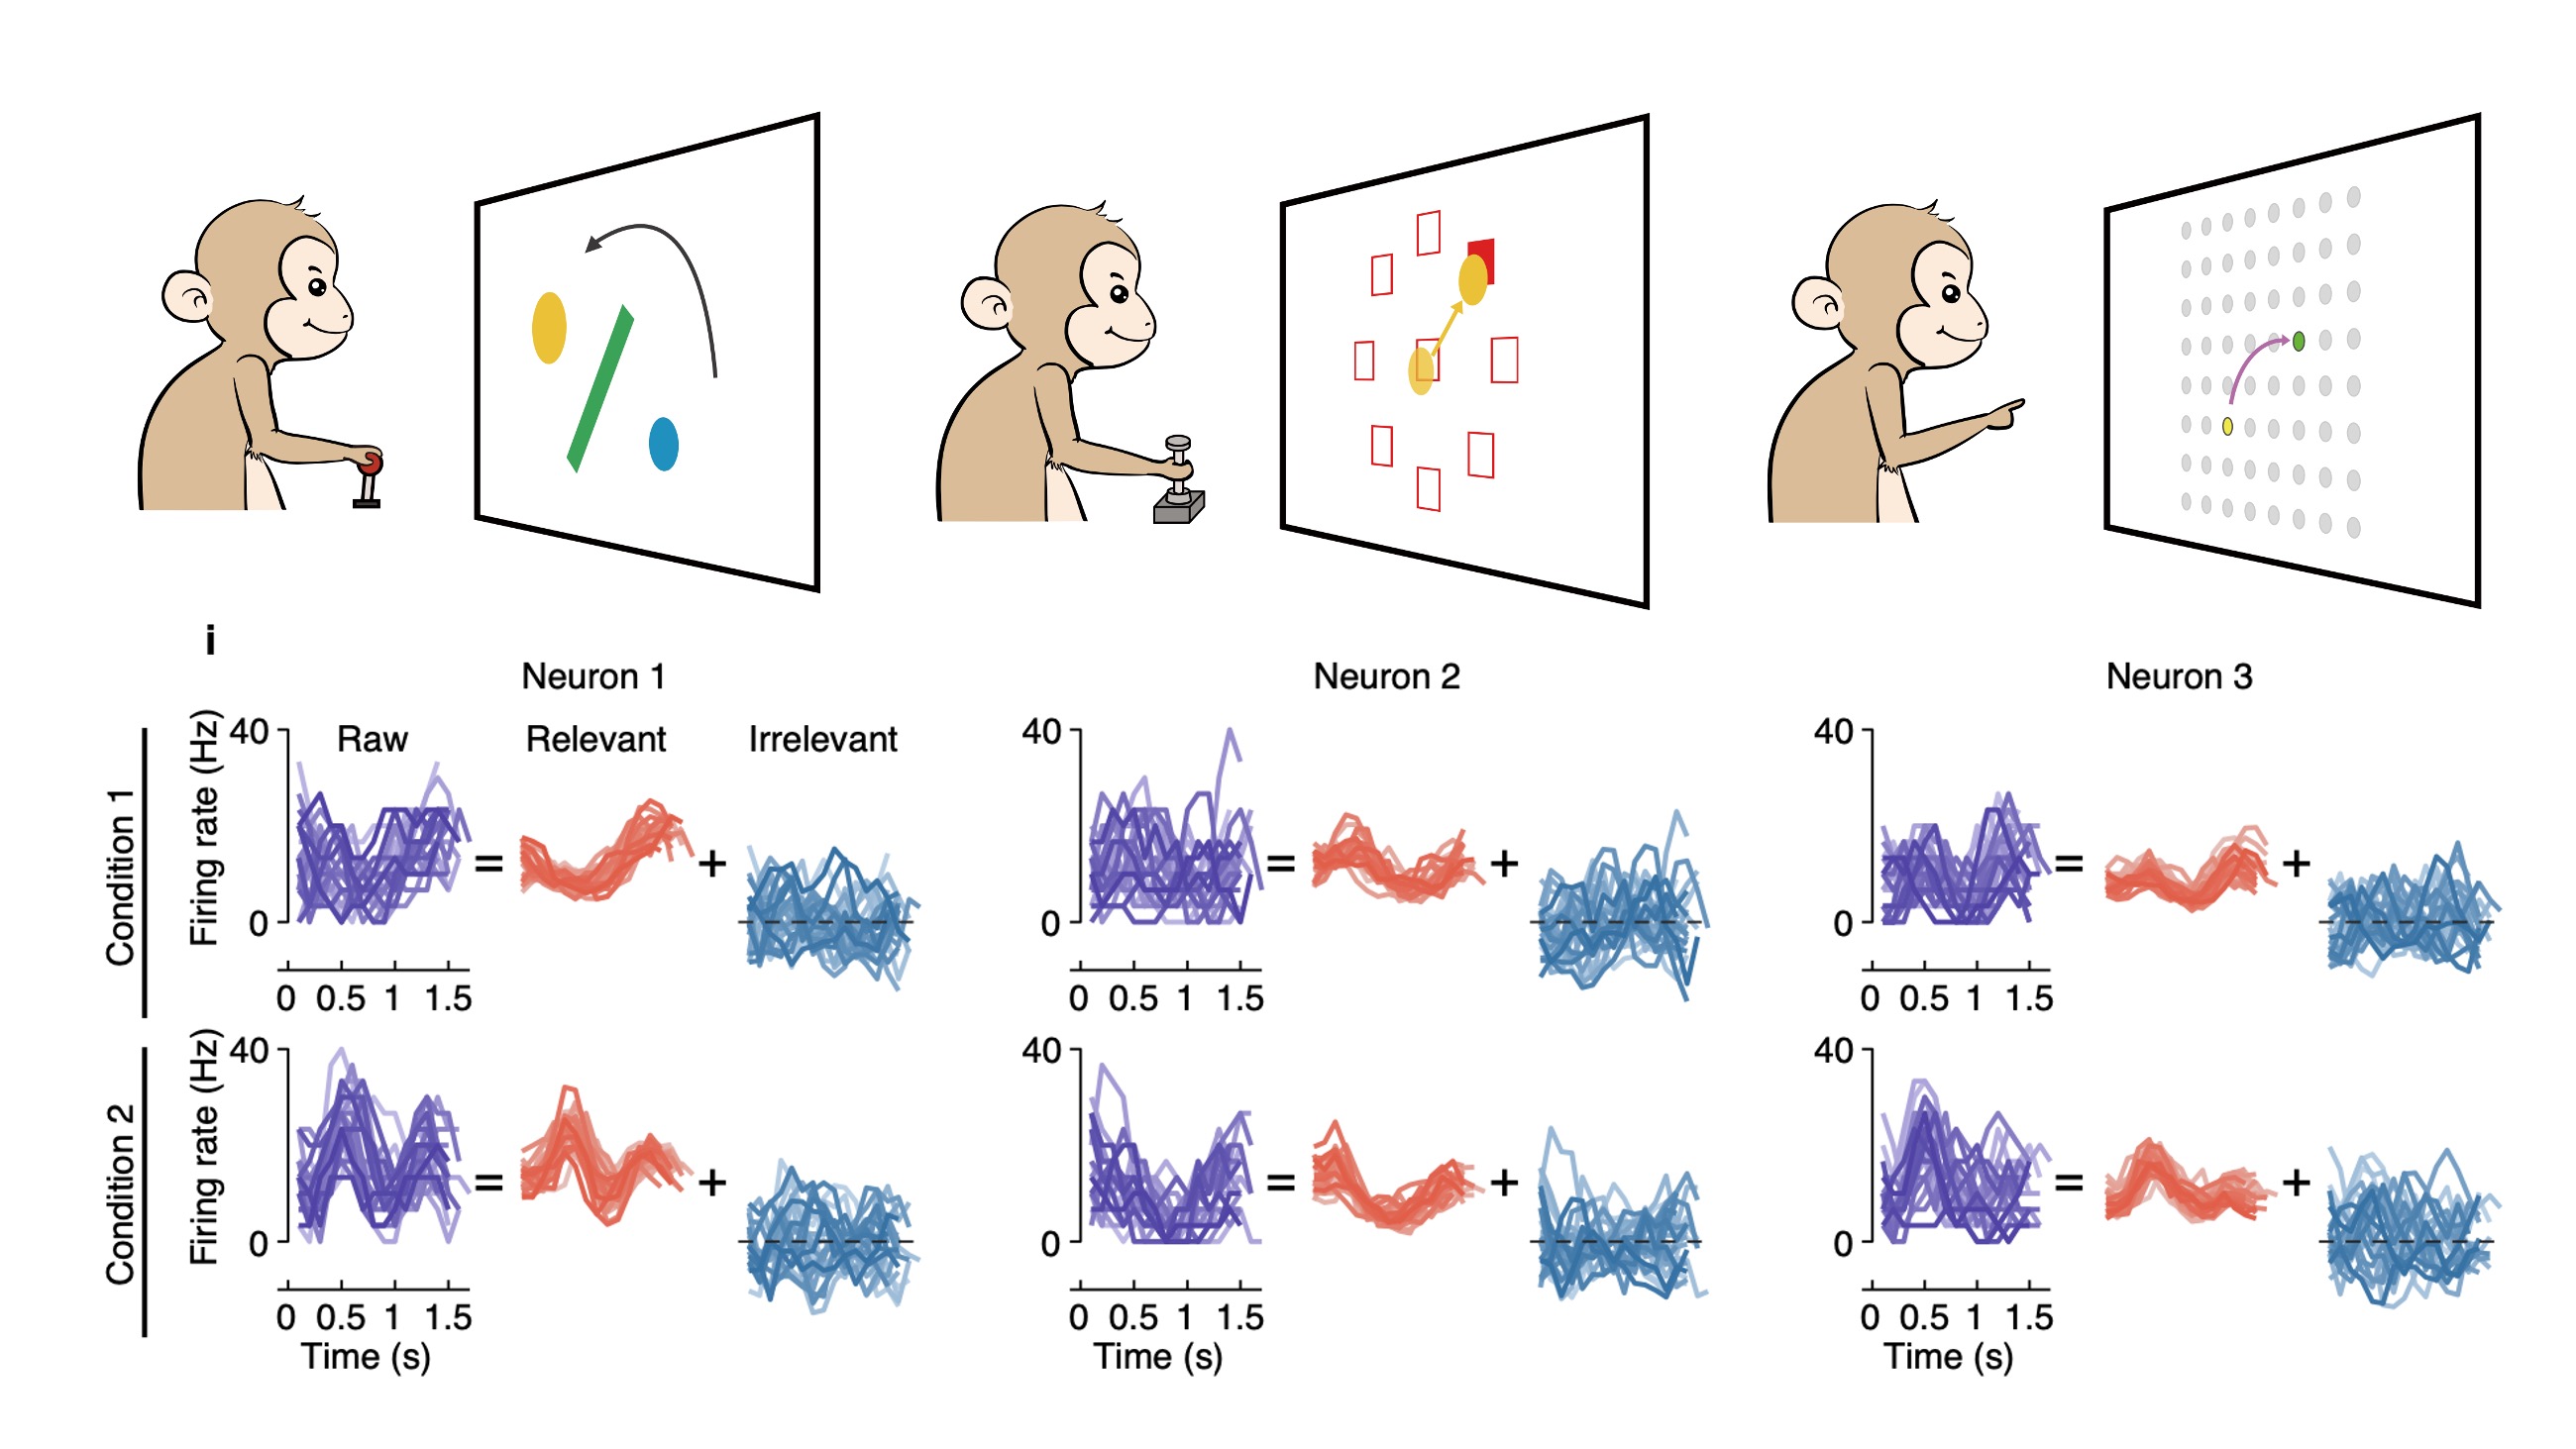 i
Neuron 1
Neuron 2
Neuron 3
Condition 1
Firing rate (Hz)
40
Raw
Relevant
Irrelevant
40
40
=
+
=
+
=
+
0
0
0
0 0.5 1 1.5
0 0.5 1 1.5
0 0.5 1 1.5
Condition 2
Firing rate (Hz)
40
40
40
=
+
=
+
=
+
0
0
0
0 0.5 1 1.5
0 0.5 1 1.5
0 0.5 1 1.5
Time (s)
Time (s)
Time (s)